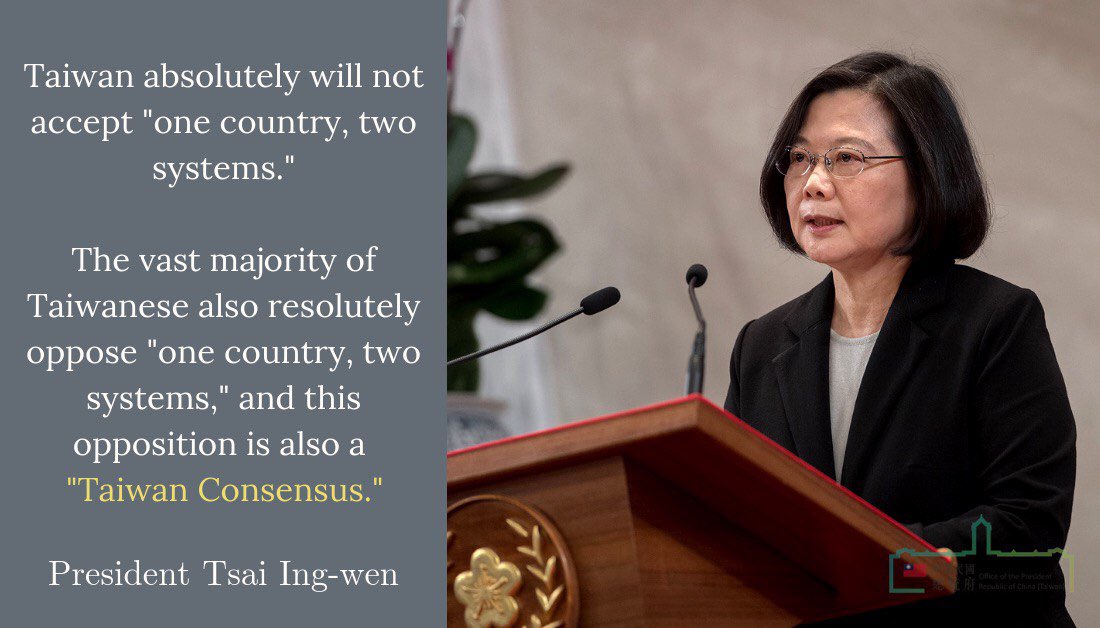 Taiwan absolutely will not
accept "one country, two
systems."
The vast majority of
Taiwanese also resolutely
oppose "one country, two
systems," and this
opposition is also a
"Taiwan Consensus."
President Tsai Ing-wen
Office of the President
Republic of China (Taiwan)